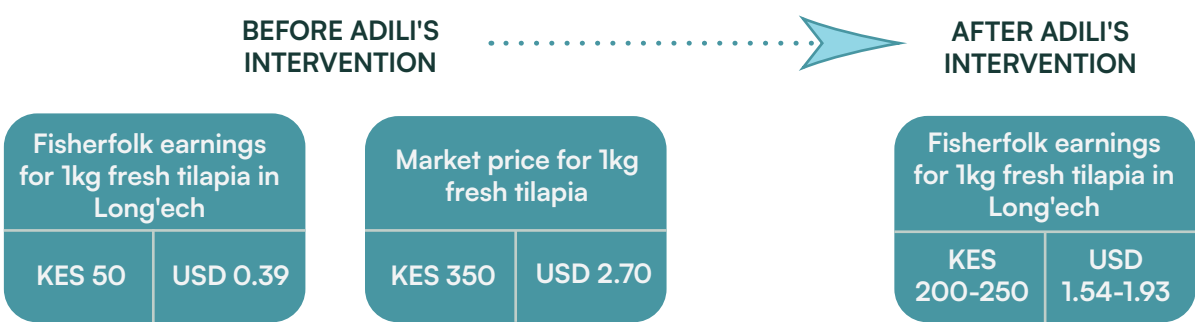 BEFORE ADILI'S
INTERVENTION
AFTER ADILI'S
INTERVENTION
Fisherfolk earnings
for 1kg fresh tilapia in
Long'ech
KES 50
USD 0.39
Market price for 1kg
fresh tilapia
KES 350
USD 2.70
Fisherfolk earnings
for 1kg fresh tilapia in
Long'ech
KES
200-250
USD
1.54-1.93